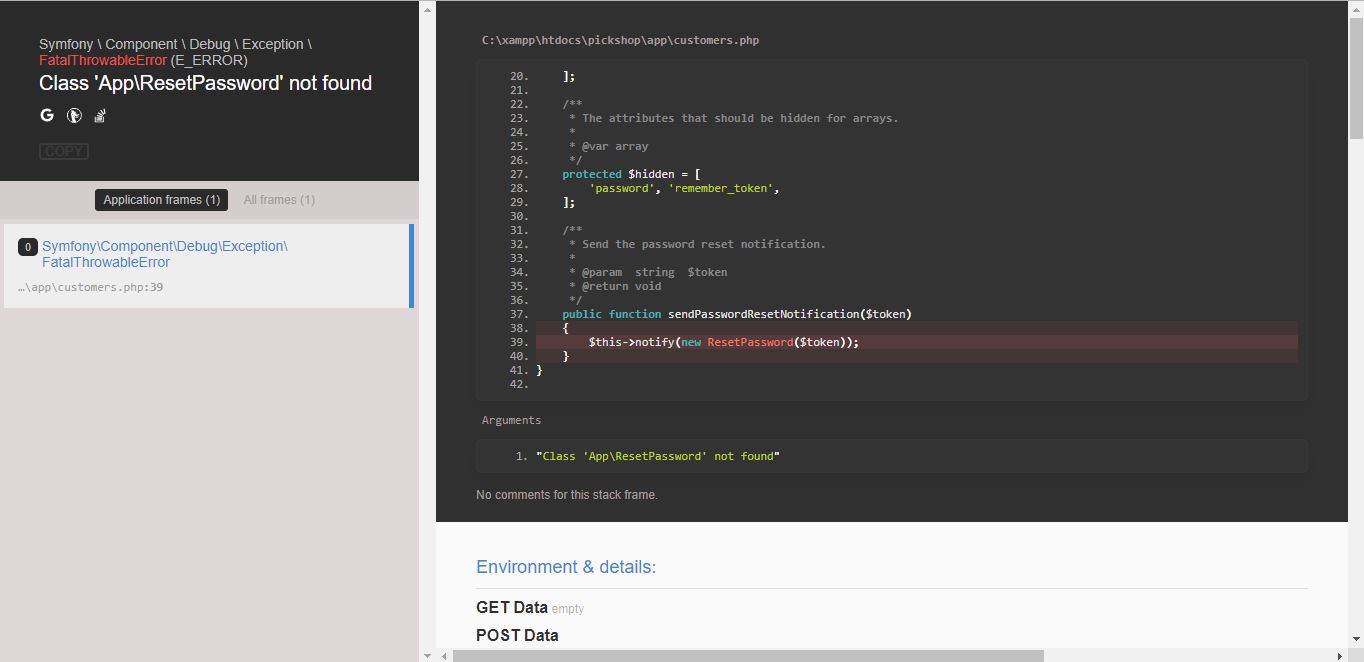 Symfony \ Component \ Debug \ Exception \
FatalThrowableError (E_ERROR)
Class 'App\ResetPassword' not found
G
COPY
Application frames (1) All frames (1)
0 Symfony\Component\Debug\Exception\
FatalThrowableError
…\app\customers.php:39
C:\xampp\htdocs\pickshop\app\customers.php
20.     ];
21.
22.     /**
23.      * The attributes that should be hidden for arrays.
24.      *
25.      * @var array
26.      */
27.     protected $hidden = [
28.         'password', 'remember_token',
29.     ];
30.
31.     /**
32.      * Send the password reset notification.
33.      *
34.      * @param  string  $token
35.      * @return void
36.      */
37.     public function sendPasswordResetNotification($token)
38.     {
39.         $this->notify(new ResetPassword($token));
40.     }
41. }
42.
Arguments
1. "Class 'App\ResetPassword' not found"
No comments for this stack frame.
Environment & details:
GET Data empty
POST Data